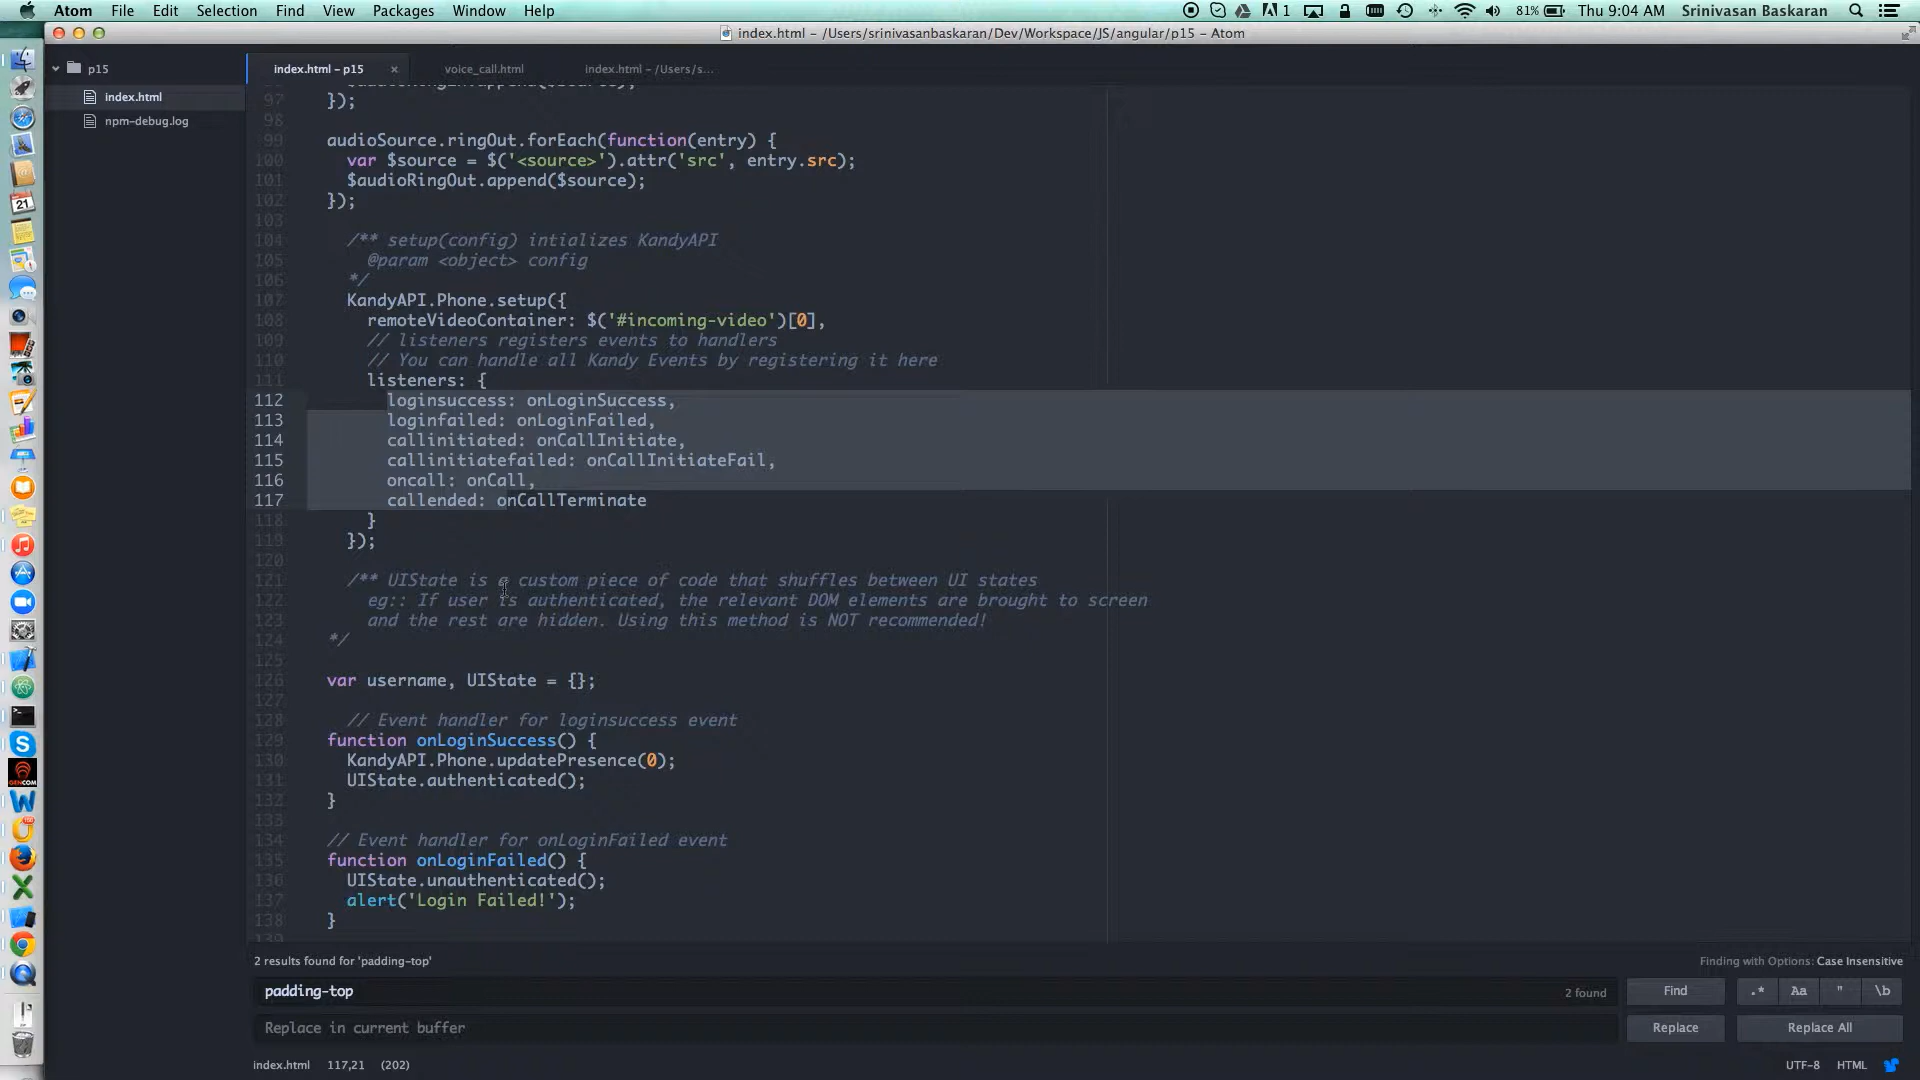 Atom File Edit Selection Find View Packages Window Help 1 81% Thu 9:04 AM Srinivasan Baskaran
index.html – /Users/srinivasanbaskaran/Dev/Workspace/JS/angular/p15 – Atom
p15
index.html
npm-debug.log
index.html – p15 × voice_call.html index.html – /Users/s...
97 });
98
99 audioSource.ringOut.forEach(function(entry) {
100 var $source = $('<source>').attr('src', entry.src);
101 $audioRingOut.append($source);
102 });
103
104 /** setup(config) intializes KandyAPI
105 @param <object> config
106 */
107 KandyAPI.Phone.setup({
108 remoteVideoContainer: $('#incoming-video')[0],
109 // listeners registers events to handlers
110 // You can handle all Kandy Events by registering it here
111 listeners: {
112 loginsuccess: onLoginSuccess,
113 loginfailed: onLoginFailed,
114 callinitiated: onCallInitiate,
115 callinitiatefailed: onCallInitiateFail,
116 oncall: onCall,
117 callended: onCallTerminate
118 }
119 });
120
121 /** UIState is a custom piece of code that shuffles between UI states
122 eg:: If user is authenticated, the relevant DOM elements are brought to screen
123 and the rest are hidden. Using this method is NOT recommended!
124 */
125
126 var username, UIState = {};
127
128 // Event handler for loginsuccess event
129 function onLoginSuccess() {
130 KandyAPI.Phone.updatePresence(0);
131 UIState.authenticated();
132 }
133
134 // Event handler for onLoginFailed event
135 function onLoginFailed() {
136 UIState.unauthenticated();
137 alert('Login Failed!');
138 }
139
2 results found for 'padding-top' Finding with Options: Case Insensitive
padding-top 2 found Find .* Aa " \b
Replace in current buffer Replace Replace All
index.html 117,21 (202) UTF-8 HTML